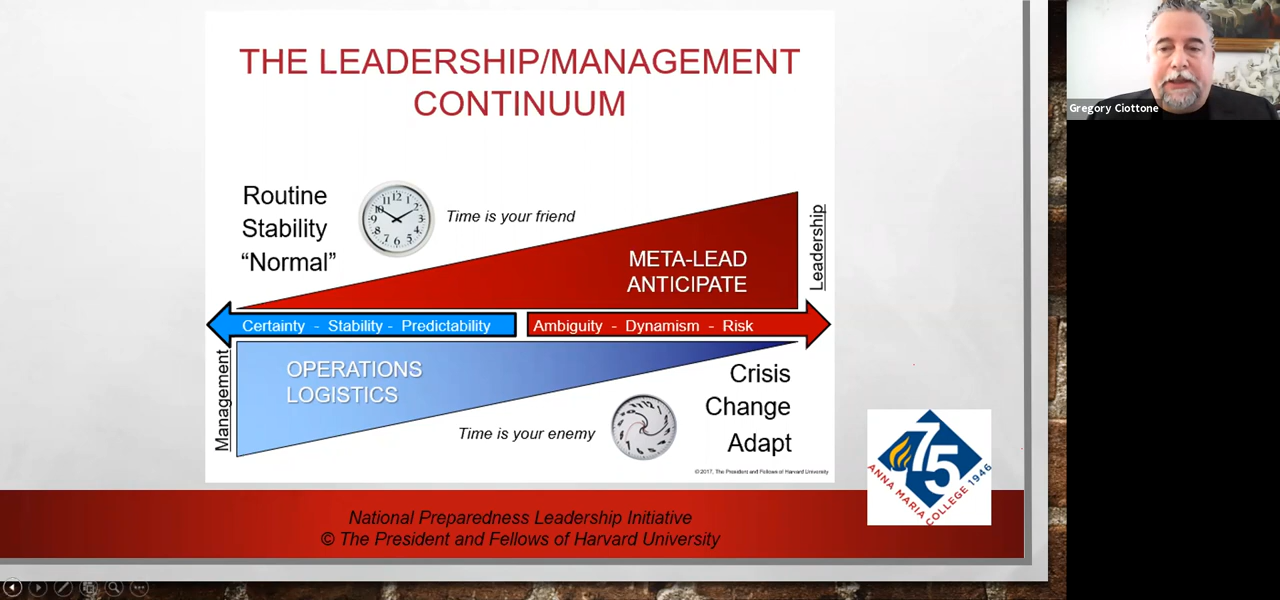 THE LEADERSHIP/MANAGEMENT
CONTINUUM
Routine
Stability
“Normal”
Time is your friend
META-LEAD
ANTICIPATE
Leadership
Certainty - Stability - Predictability
Ambiguity - Dynamism - Risk
Management
OPERATIONS
LOGISTICS
Time is your enemy
Crisis
Change
Adapt
© 2017, The President and Fellows of Harvard University
75
ANNA MARIA COLLEGE 1946
National Preparedness Leadership Initiative
© The President and Fellows of Harvard University
Gregory Ciottone